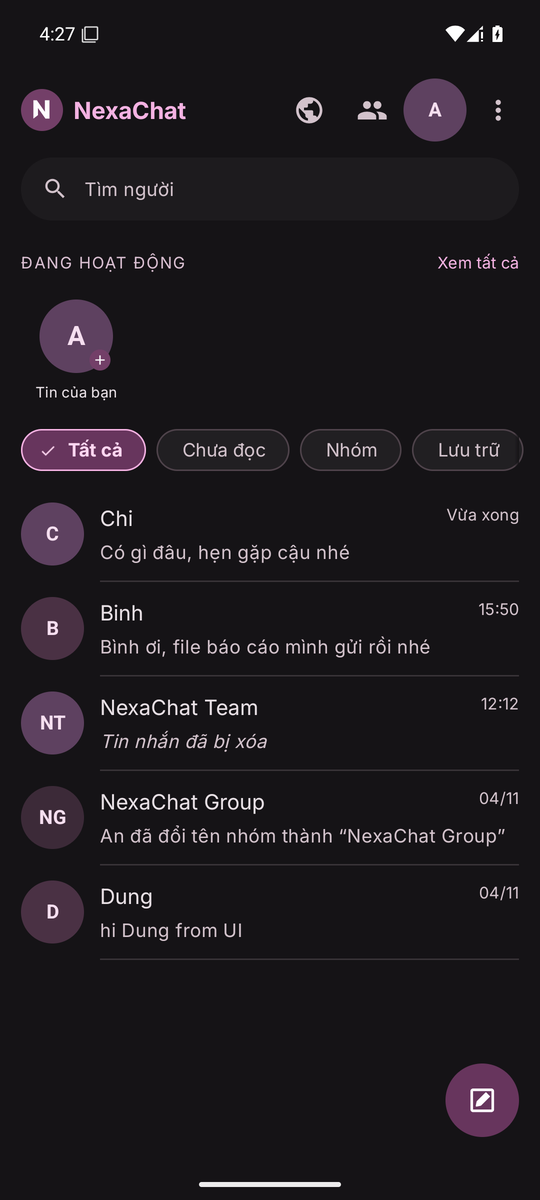 4:27
N NexaChat A
Tìm người
ĐANG HOẠT ĐỘNG Xem tất cả
A
Tin của bạn
Tất cả Chưa đọc Nhóm Lưu trữ
C Chi Vừa xong
Có gì đâu, hẹn gặp cậu nhé
B Binh 15:50
Bình ơi, file báo cáo mình gửi rồi nhé
NT NexaChat Team 12:12
Tin nhắn đã bị xóa
NG NexaChat Group 04/11
An đã đổi tên nhóm thành “NexaChat Group”
D Dung 04/11
hi Dung from UI